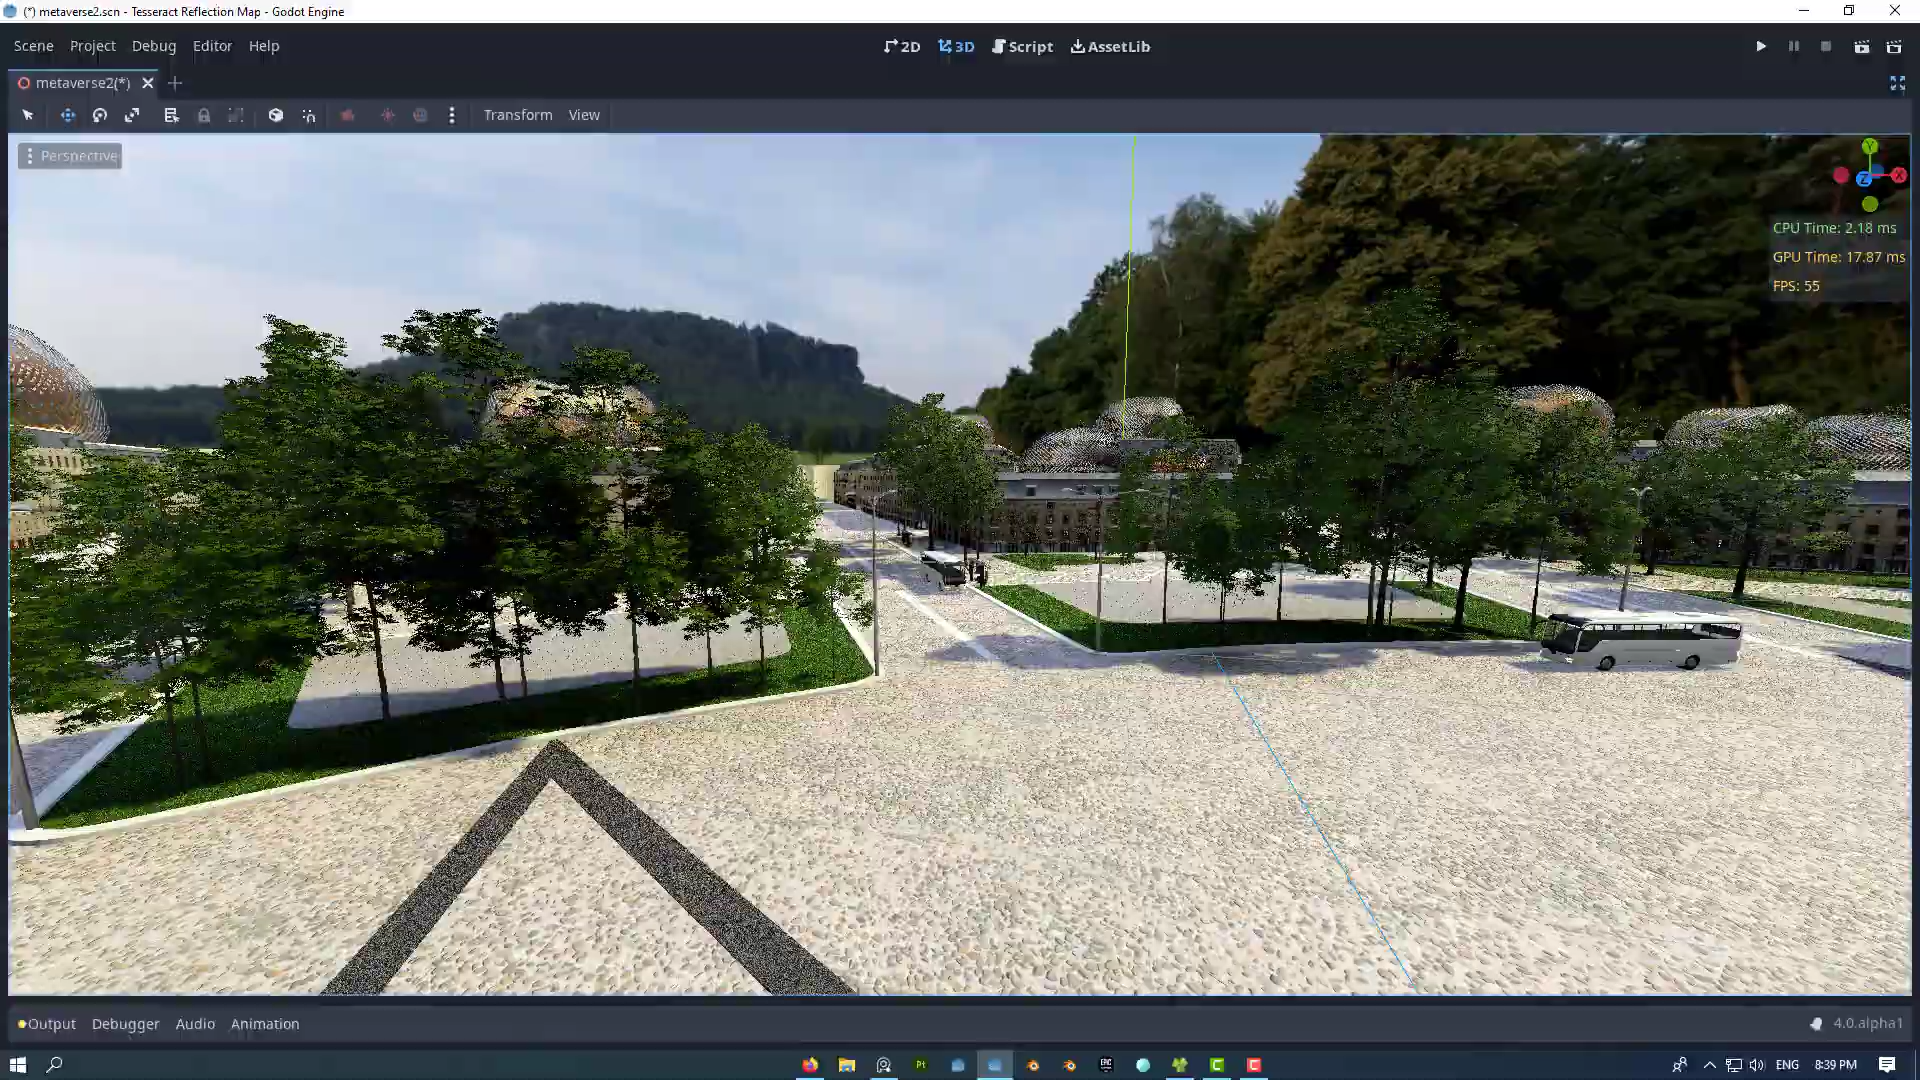 (*) metaverse2.scn - Tesseract Reflection Map - Godot Engine
Scene Project Debug Editor Help 2D 3D Script AssetLib
metaverse2(*)
Transform View
Perspective
Y
Z X
CPU Time: 2.18 ms
GPU Time: 17.87 ms
FPS: 55
Output Debugger Audio Animation 4.0.alpha1
Pt EPIC ENG 8:39 PM